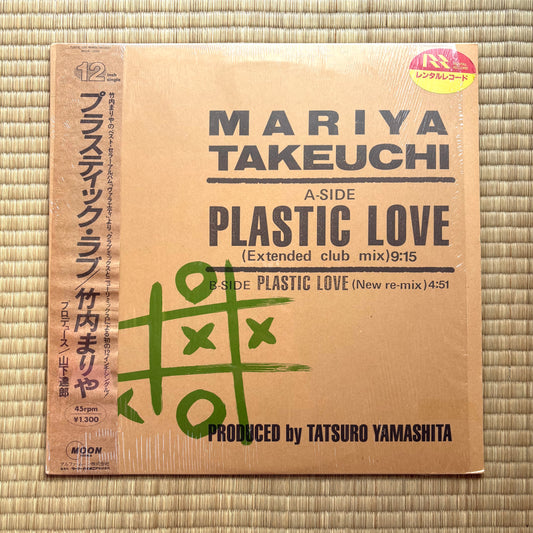 12 inch single
プラスティック・ラブ/竹内まりや
プロデュース/山下達郎
45rpm
¥1,300
MOON
RR
レンタルレコード
MARIYA
TAKEUCHI
A-SIDE
PLASTIC LOVE
(Extended club mix)9:15
B-SIDE PLASTIC LOVE (New re-mix)4:51
PRODUCED by TATSURO YAMASHITA